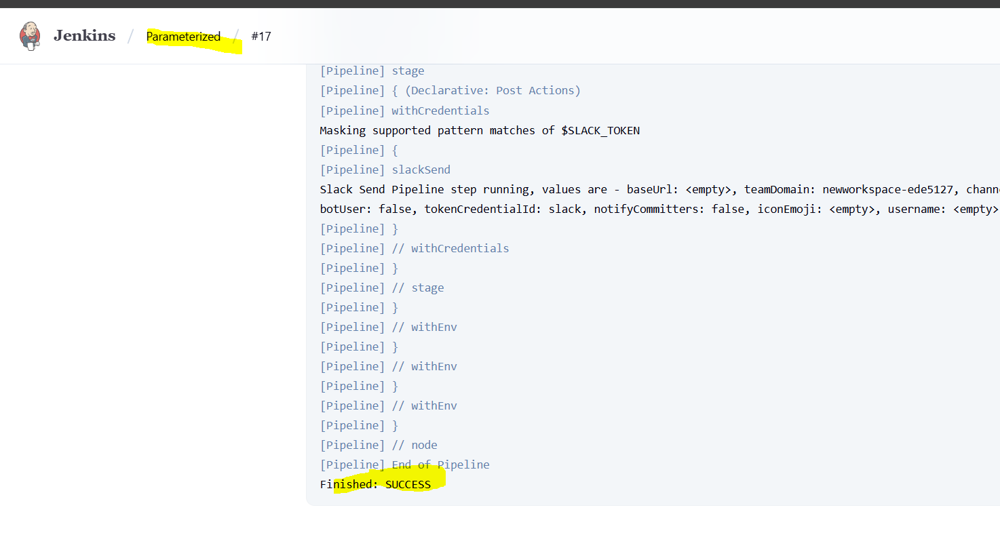 Jenkins / Parameterized / #17
[Pipeline] stage
[Pipeline] { (Declarative: Post Actions)
[Pipeline] withCredentials
Masking supported pattern matches of $SLACK_TOKEN
[Pipeline] {
[Pipeline] slackSend
Slack Send Pipeline step running, values are - baseUrl: <empty>, teamDomain: newworkspace-ede5127, chann
botUser: false, tokenCredentialId: slack, notifyCommitters: false, iconEmoji: <empty>, username: <empty>
[Pipeline] }
[Pipeline] // withCredentials
[Pipeline] }
[Pipeline] // stage
[Pipeline] }
[Pipeline] // withEnv
[Pipeline] }
[Pipeline] // withEnv
[Pipeline] }
[Pipeline] // withEnv
[Pipeline] }
[Pipeline] // node
[Pipeline] End of Pipeline
Finished: SUCCESS